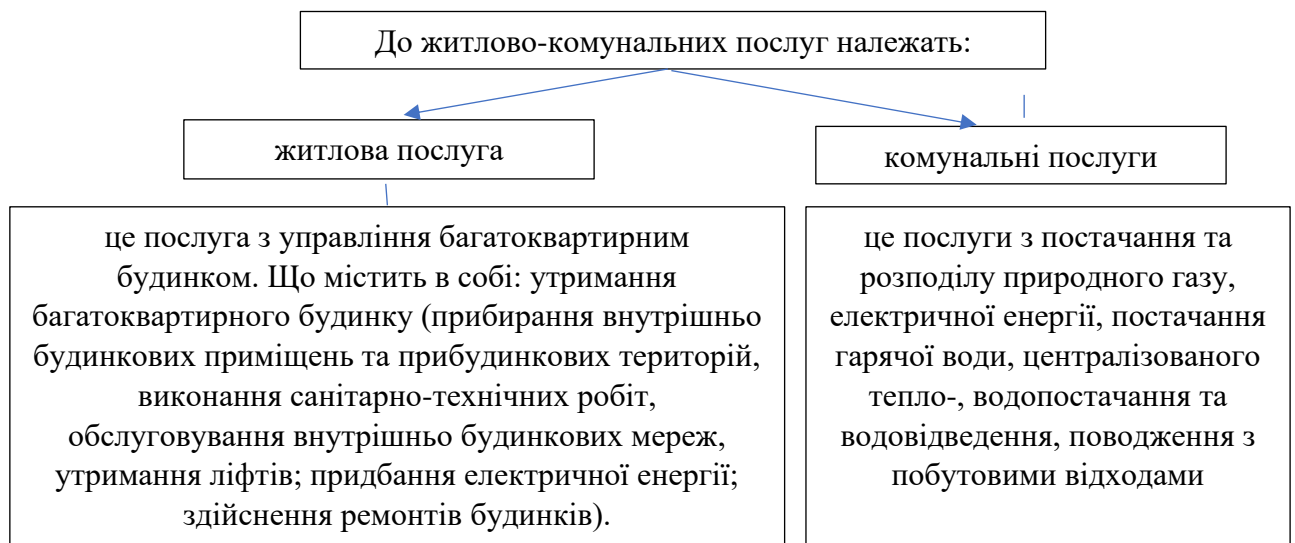 До житлово-комунальних послуг належать:
житлова послуга
комунальні послуги
це послуга з управління багатоквартирним
будинком. Що містить в собі: утримання
багатоквартирного будинку (прибирання внутрішньо
будинкових приміщень та прибудинкових територій,
виконання санітарно-технічних робіт,
обслуговування внутрішньо будинкових мереж,
утримання ліфтів; придбання електричної енергії;
здійснення ремонтів будинків).
це послуги з постачання та
розподілу природного газу,
електричної енергії, постачання
гарячої води, централізованого
тепло-, водопостачання та
водовідведення, поводження з
побутовими відходами